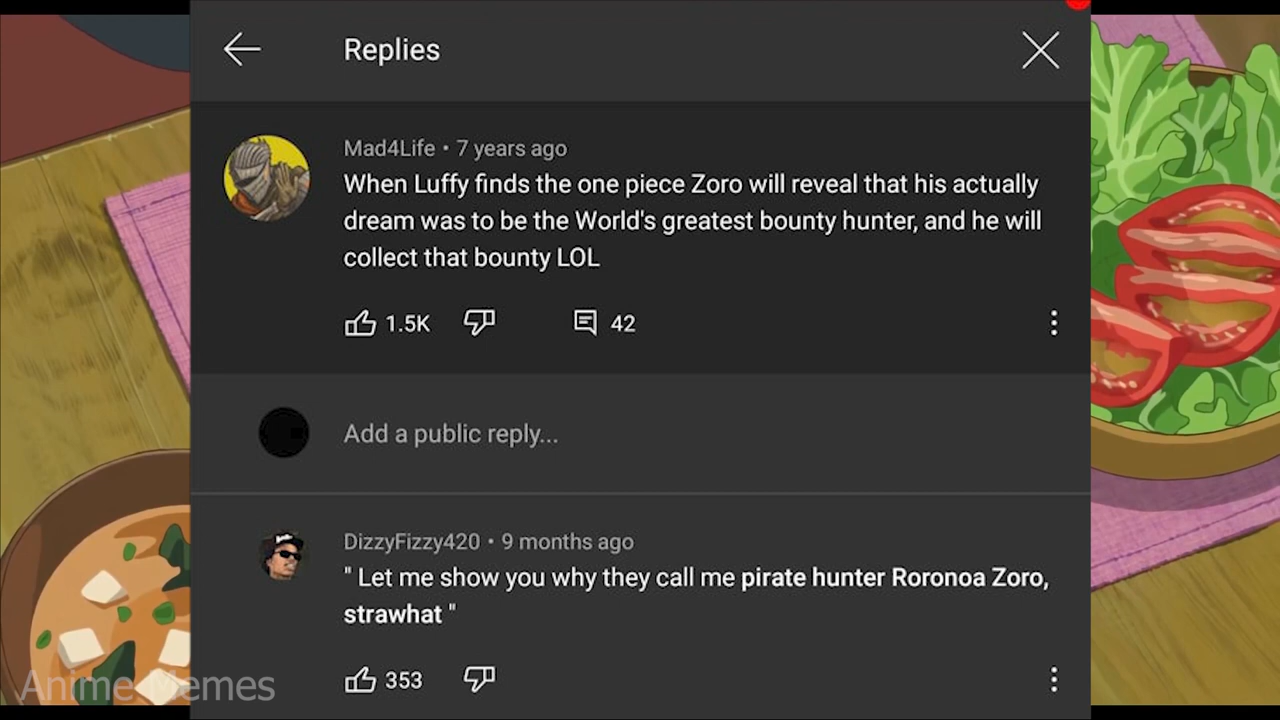 Replies
Mad4Life • 7 years ago
When Luffy finds the one piece Zoro will reveal that his actually
dream was to be the World's greatest bounty hunter, and he will
collect that bounty LOL
1.5K 42
Add a public reply...
DizzyFizzy420 • 9 months ago
" Let me show you why they call me pirate hunter Roronoa Zoro,
strawhat "
353
Anime Memes